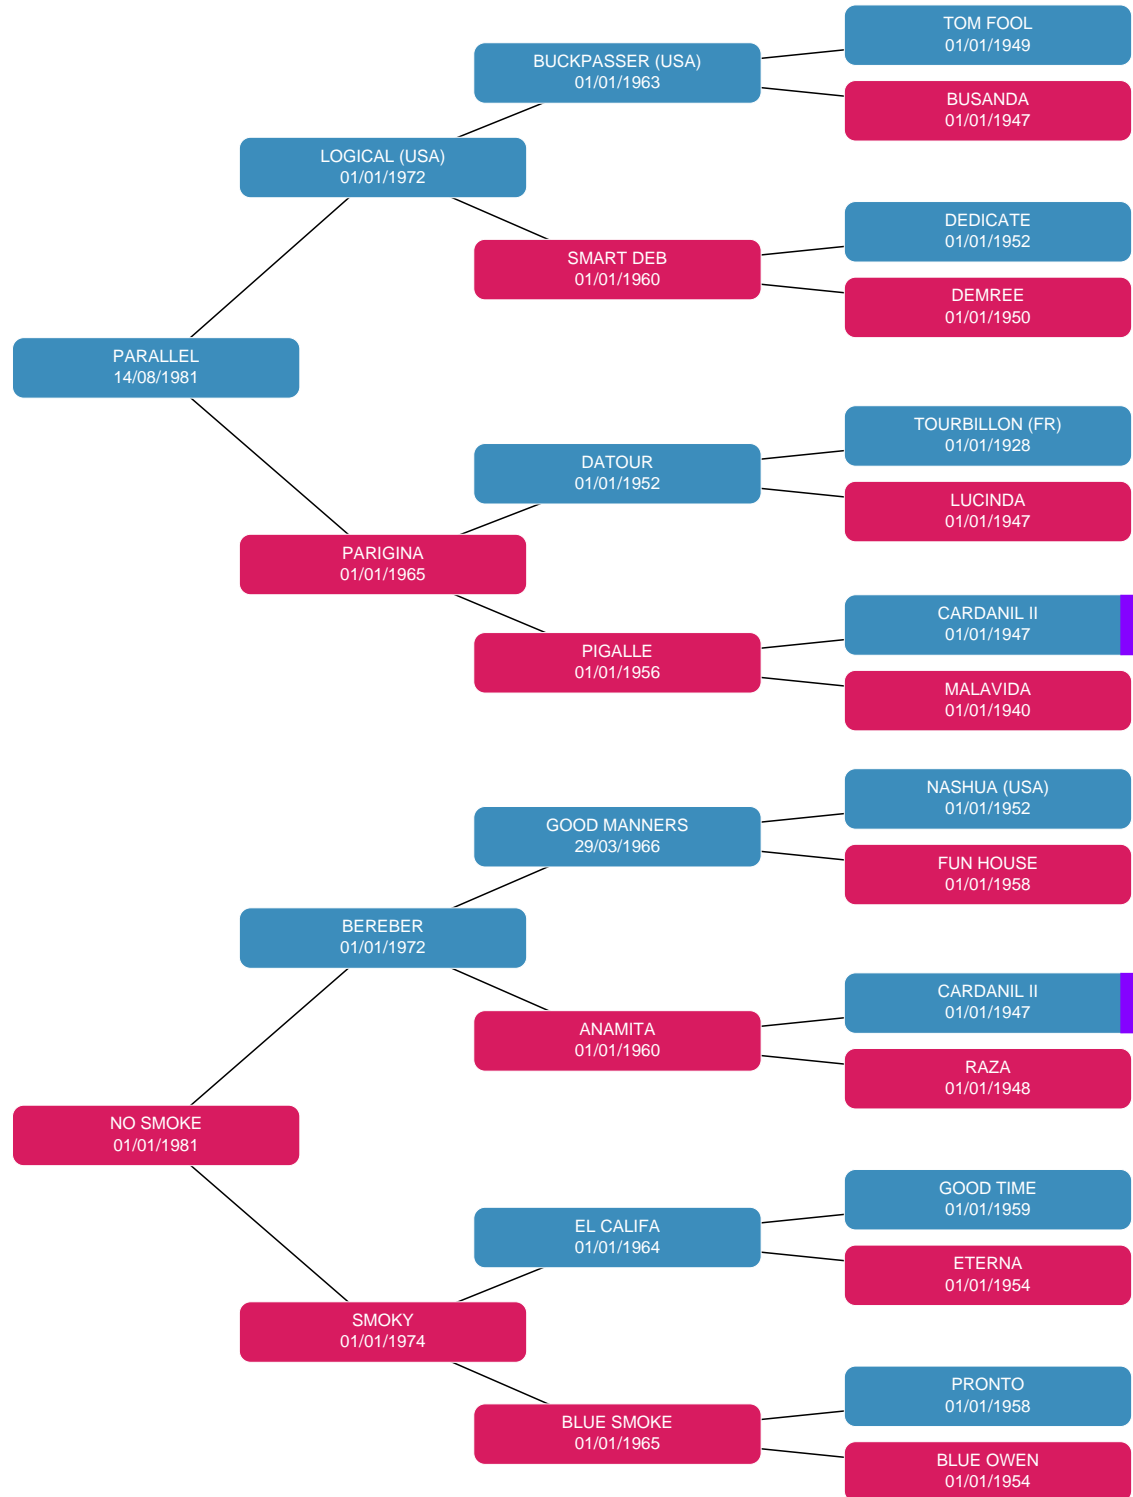 TOM FOOL
01/01/1949
BUCKPASSER (USA)
01/01/1963
BUSANDA
01/01/1947
LOGICAL (USA)
01/01/1972
DEDICATE
01/01/1952
SMART DEB
01/01/1960
DEMREE
01/01/1950
PARALLEL
14/08/1981
TOURBILLON (FR)
01/01/1928
DATOUR
01/01/1952
LUCINDA
01/01/1947
PARIGINA
01/01/1965
CARDANIL II
01/01/1947
PIGALLE
01/01/1956
MALAVIDA
01/01/1940
NASHUA (USA)
01/01/1952
GOOD MANNERS
29/03/1966
FUN HOUSE
01/01/1958
BEREBER
01/01/1972
CARDANIL II
01/01/1947
ANAMITA
01/01/1960
RAZA
01/01/1948
NO SMOKE
01/01/1981
GOOD TIME
01/01/1959
EL CALIFA
01/01/1964
ETERNA
01/01/1954
SMOKY
01/01/1974
PRONTO
01/01/1958
BLUE SMOKE
01/01/1965
BLUE OWEN
01/01/1954